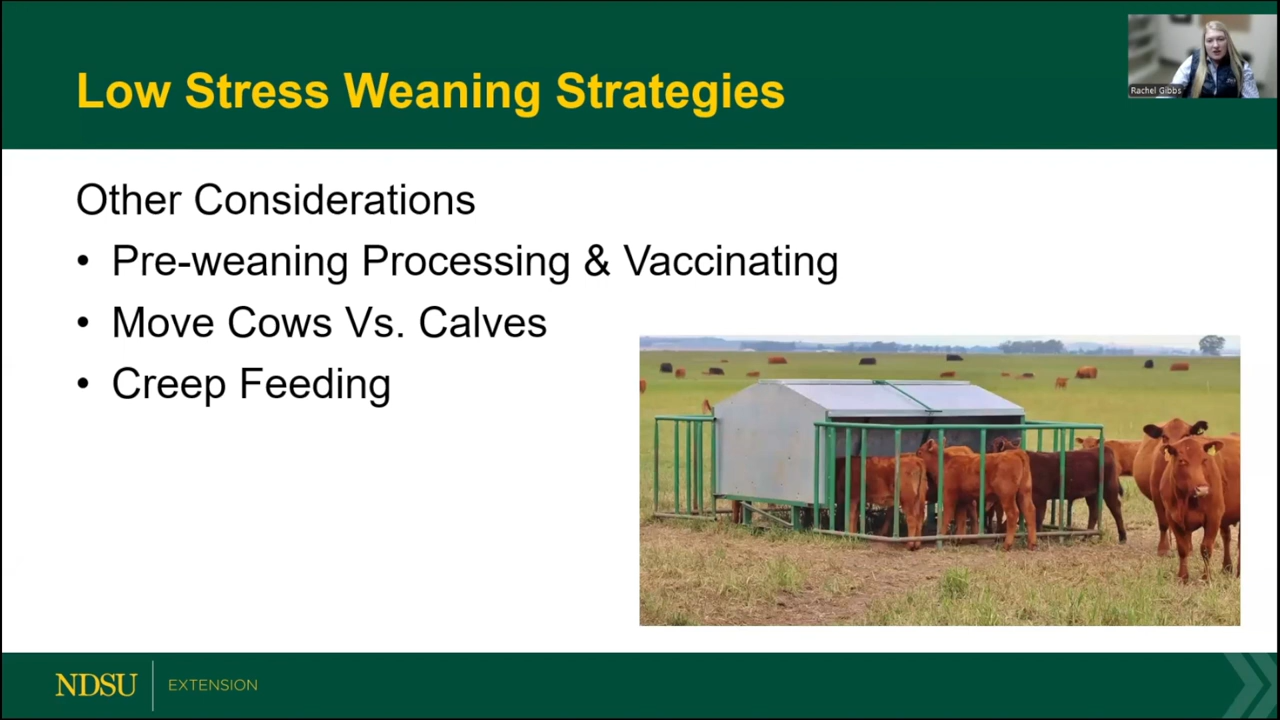 Low Stress Weaning Strategies
Rachel Gibbs
Other Considerations
• Pre-weaning Processing & Vaccinating
• Move Cows Vs. Calves
• Creep Feeding
NDSU EXTENSION